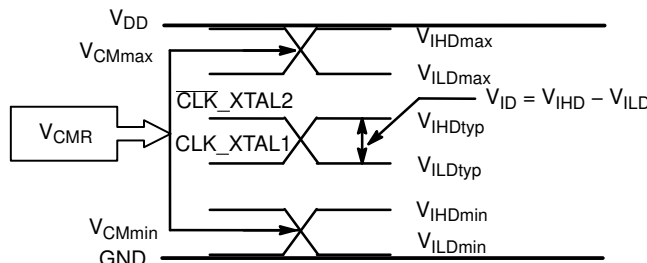 VDD
VIHDmax
VCMmax
VILDmax
CLK_XTAL2
VID = VIHD − VILD
VIHDtyp
VCMR
CLK_XTAL1
VILDtyp
VIHDmin
VCMmin
VILDmin
GND